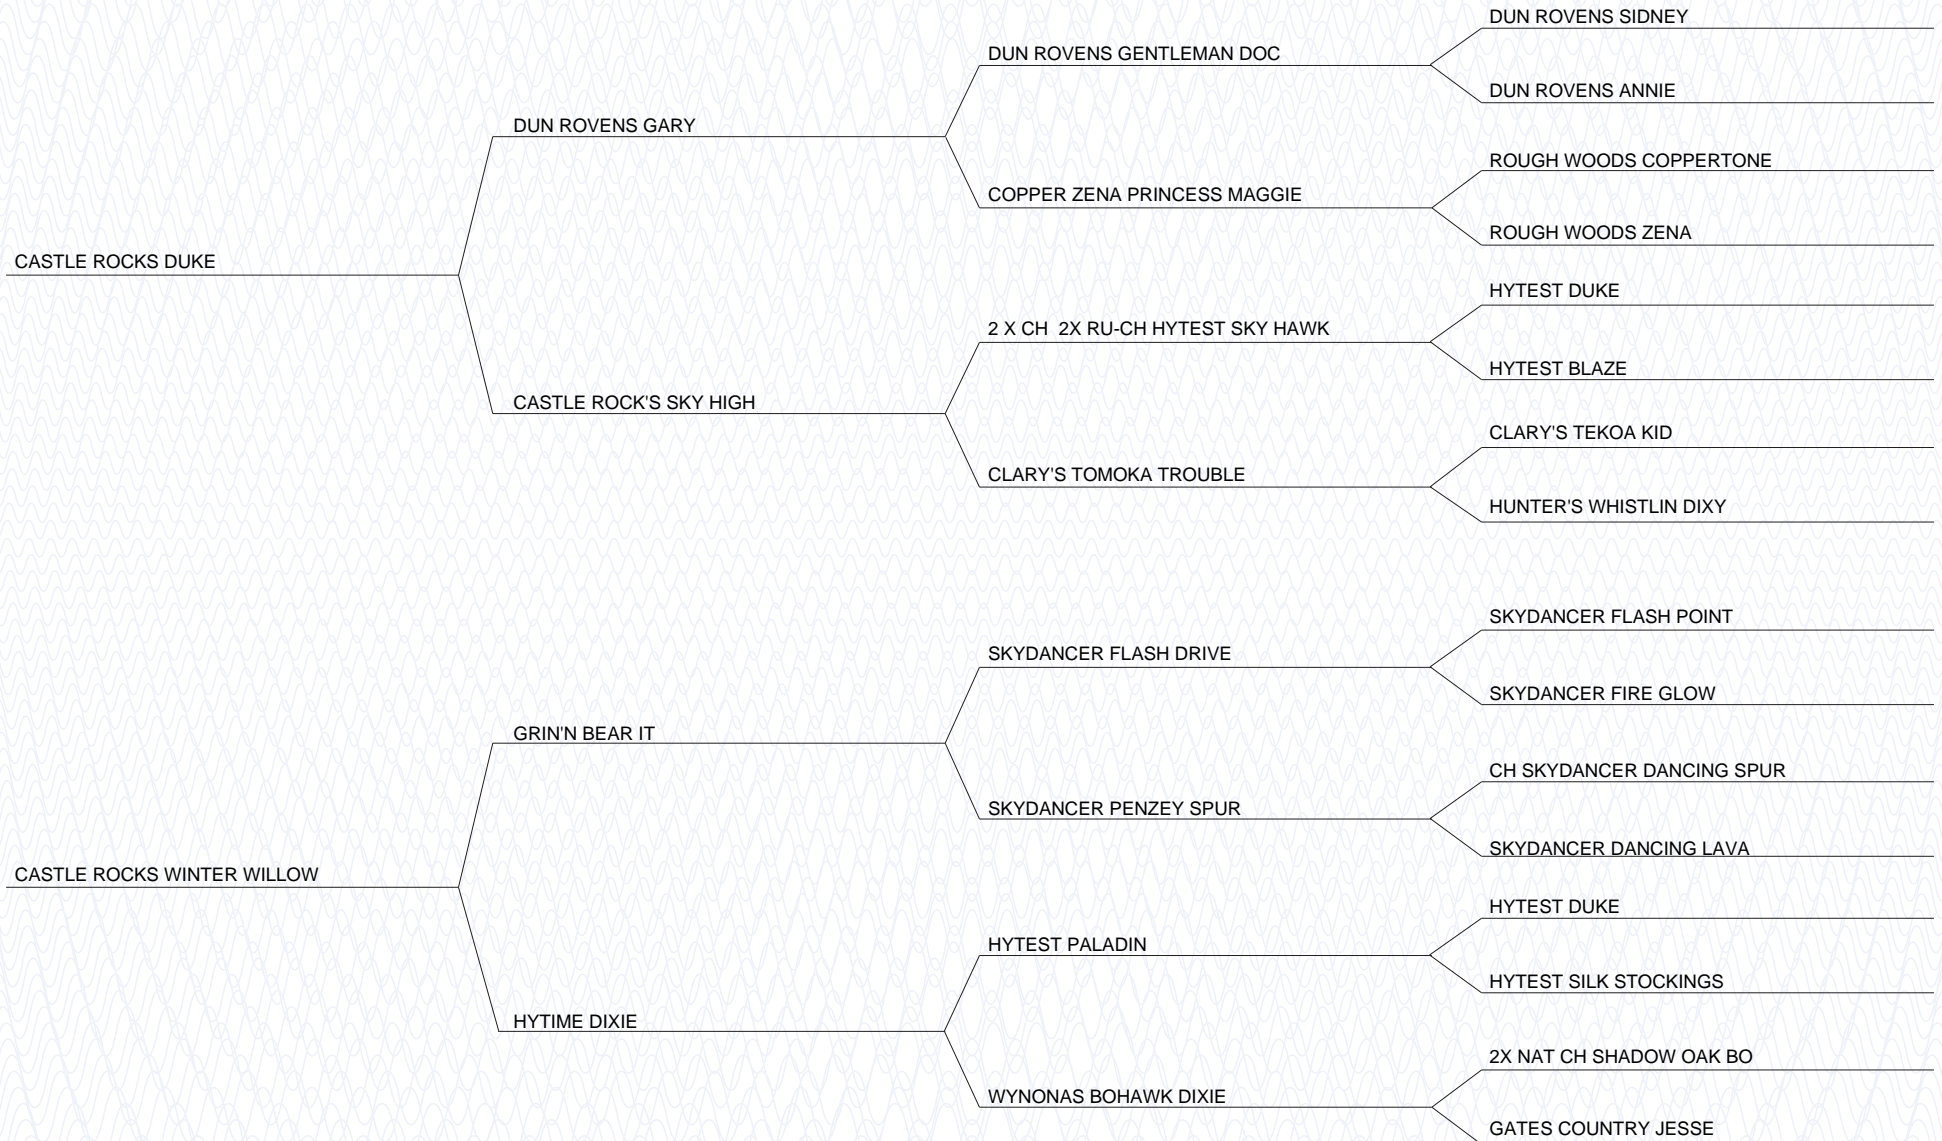 DUN ROVENS SIDNEY
DUN ROVENS GENTLEMAN DOC
DUN ROVENS ANNIE
DUN ROVENS GARY
ROUGH WOODS COPPERTONE
COPPER ZENA PRINCESS MAGGIE
ROUGH WOODS ZENA
CASTLE ROCKS DUKE
HYTEST DUKE
2 X CH  2X RU-CH HYTEST SKY HAWK
HYTEST BLAZE
CASTLE ROCK'S SKY HIGH
CLARY'S TEKOA KID
CLARY'S TOMOKA TROUBLE
HUNTER'S WHISTLIN DIXY
SKYDANCER FLASH POINT
SKYDANCER FLASH DRIVE
SKYDANCER FIRE GLOW
GRIN'N BEAR IT
CH SKYDANCER DANCING SPUR
SKYDANCER PENZEY SPUR
SKYDANCER DANCING LAVA
CASTLE ROCKS WINTER WILLOW
HYTEST DUKE
HYTEST PALADIN
HYTEST SILK STOCKINGS
HYTIME DIXIE
2X NAT CH SHADOW OAK BO
WYNONAS BOHAWK DIXIE
GATES COUNTRY JESSE